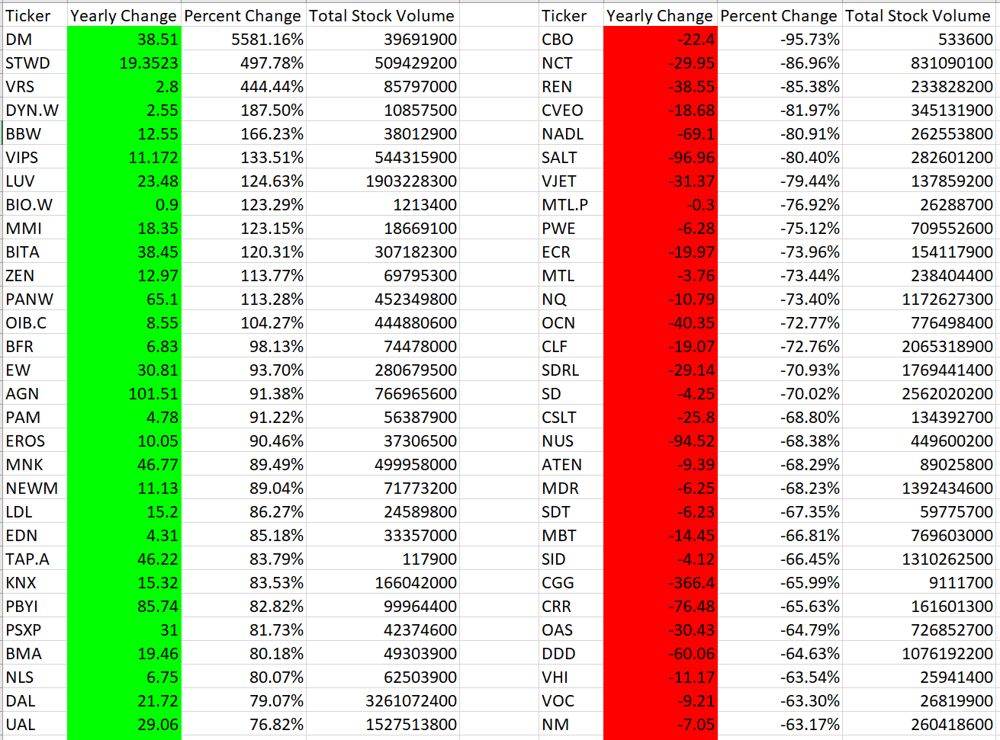 Ticker Yearly Change Percent Change Total Stock Volume Ticker Yearly Change Percent Change Total Stock Volume
DM 38.51 5581.16% 39691900 CBO -22.4 -95.73% 533600
STWD 19.3523 497.78% 509429200 NCT -29.95 -86.96% 831090100
VRS 2.8 444.44% 85797000 REN -38.55 -85.38% 233828200
DYN.W 2.55 187.50% 10857500 CVEO -18.68 -81.97% 345131900
BBW 12.55 166.23% 38012900 NADL -69.1 -80.91% 262553800
VIPS 11.172 133.51% 544315900 SALT -96.96 -80.40% 282601200
LUV 23.48 124.63% 1903228300 VJET -31.37 -79.44% 137859200
BIO.W 0.9 123.29% 1213400 MTL.P -0.3 -76.92% 26288700
MMI 18.35 123.15% 18669100 PWE -6.28 -75.12% 709552600
BITA 38.45 120.31% 307182300 ECR -19.97 -73.96% 154117900
ZEN 12.97 113.77% 69795300 MTL -3.76 -73.44% 238404400
PANW 65.1 113.28% 452349800 NQ -10.79 -73.40% 1172627300
OIB.C 8.55 104.27% 444880600 OCN -40.35 -72.77% 776498400
BFR 6.83 98.13% 74478000 CLF -19.07 -72.76% 2065318900
EW 30.81 93.70% 280679500 SDRL -29.14 -70.93% 1769441400
AGN 101.51 91.38% 766965600 SD -4.25 -70.02% 2562020200
PAM 4.78 91.22% 56387900 CSLT -25.8 -68.80% 134392700
EROS 10.05 90.46% 37306500 NUS -94.52 -68.38% 449600200
MNK 46.77 89.49% 499958000 ATEN -9.39 -68.29% 89025800
NEWM 11.13 89.04% 71773200 MDR -6.25 -68.23% 1392434600
LDL 15.2 86.27% 24589800 SDT -6.23 -67.35% 59775700
EDN 4.31 85.18% 33357000 MBT -14.45 -66.81% 769603000
TAP.A 46.22 83.79% 117900 SID -4.12 -66.45% 1310262500
KNX 15.32 83.53% 166042000 CGG -366.4 -65.99% 9111700
PBYI 85.74 82.82% 99964400 CRR -76.48 -65.63% 161601300
PSXP 31 81.73% 42374600 OAS -30.43 -64.79% 726852700
BMA 19.46 80.18% 49303900 DDD -60.06 -64.63% 1076192200
NLS 6.75 80.07% 62503900 VHI -11.17 -63.54% 25941400
DAL 21.72 79.07% 3261072400 VOC -9.21 -63.30% 26819900
UAL 29.06 76.82% 1527513800 NM -7.05 -63.17% 260418600